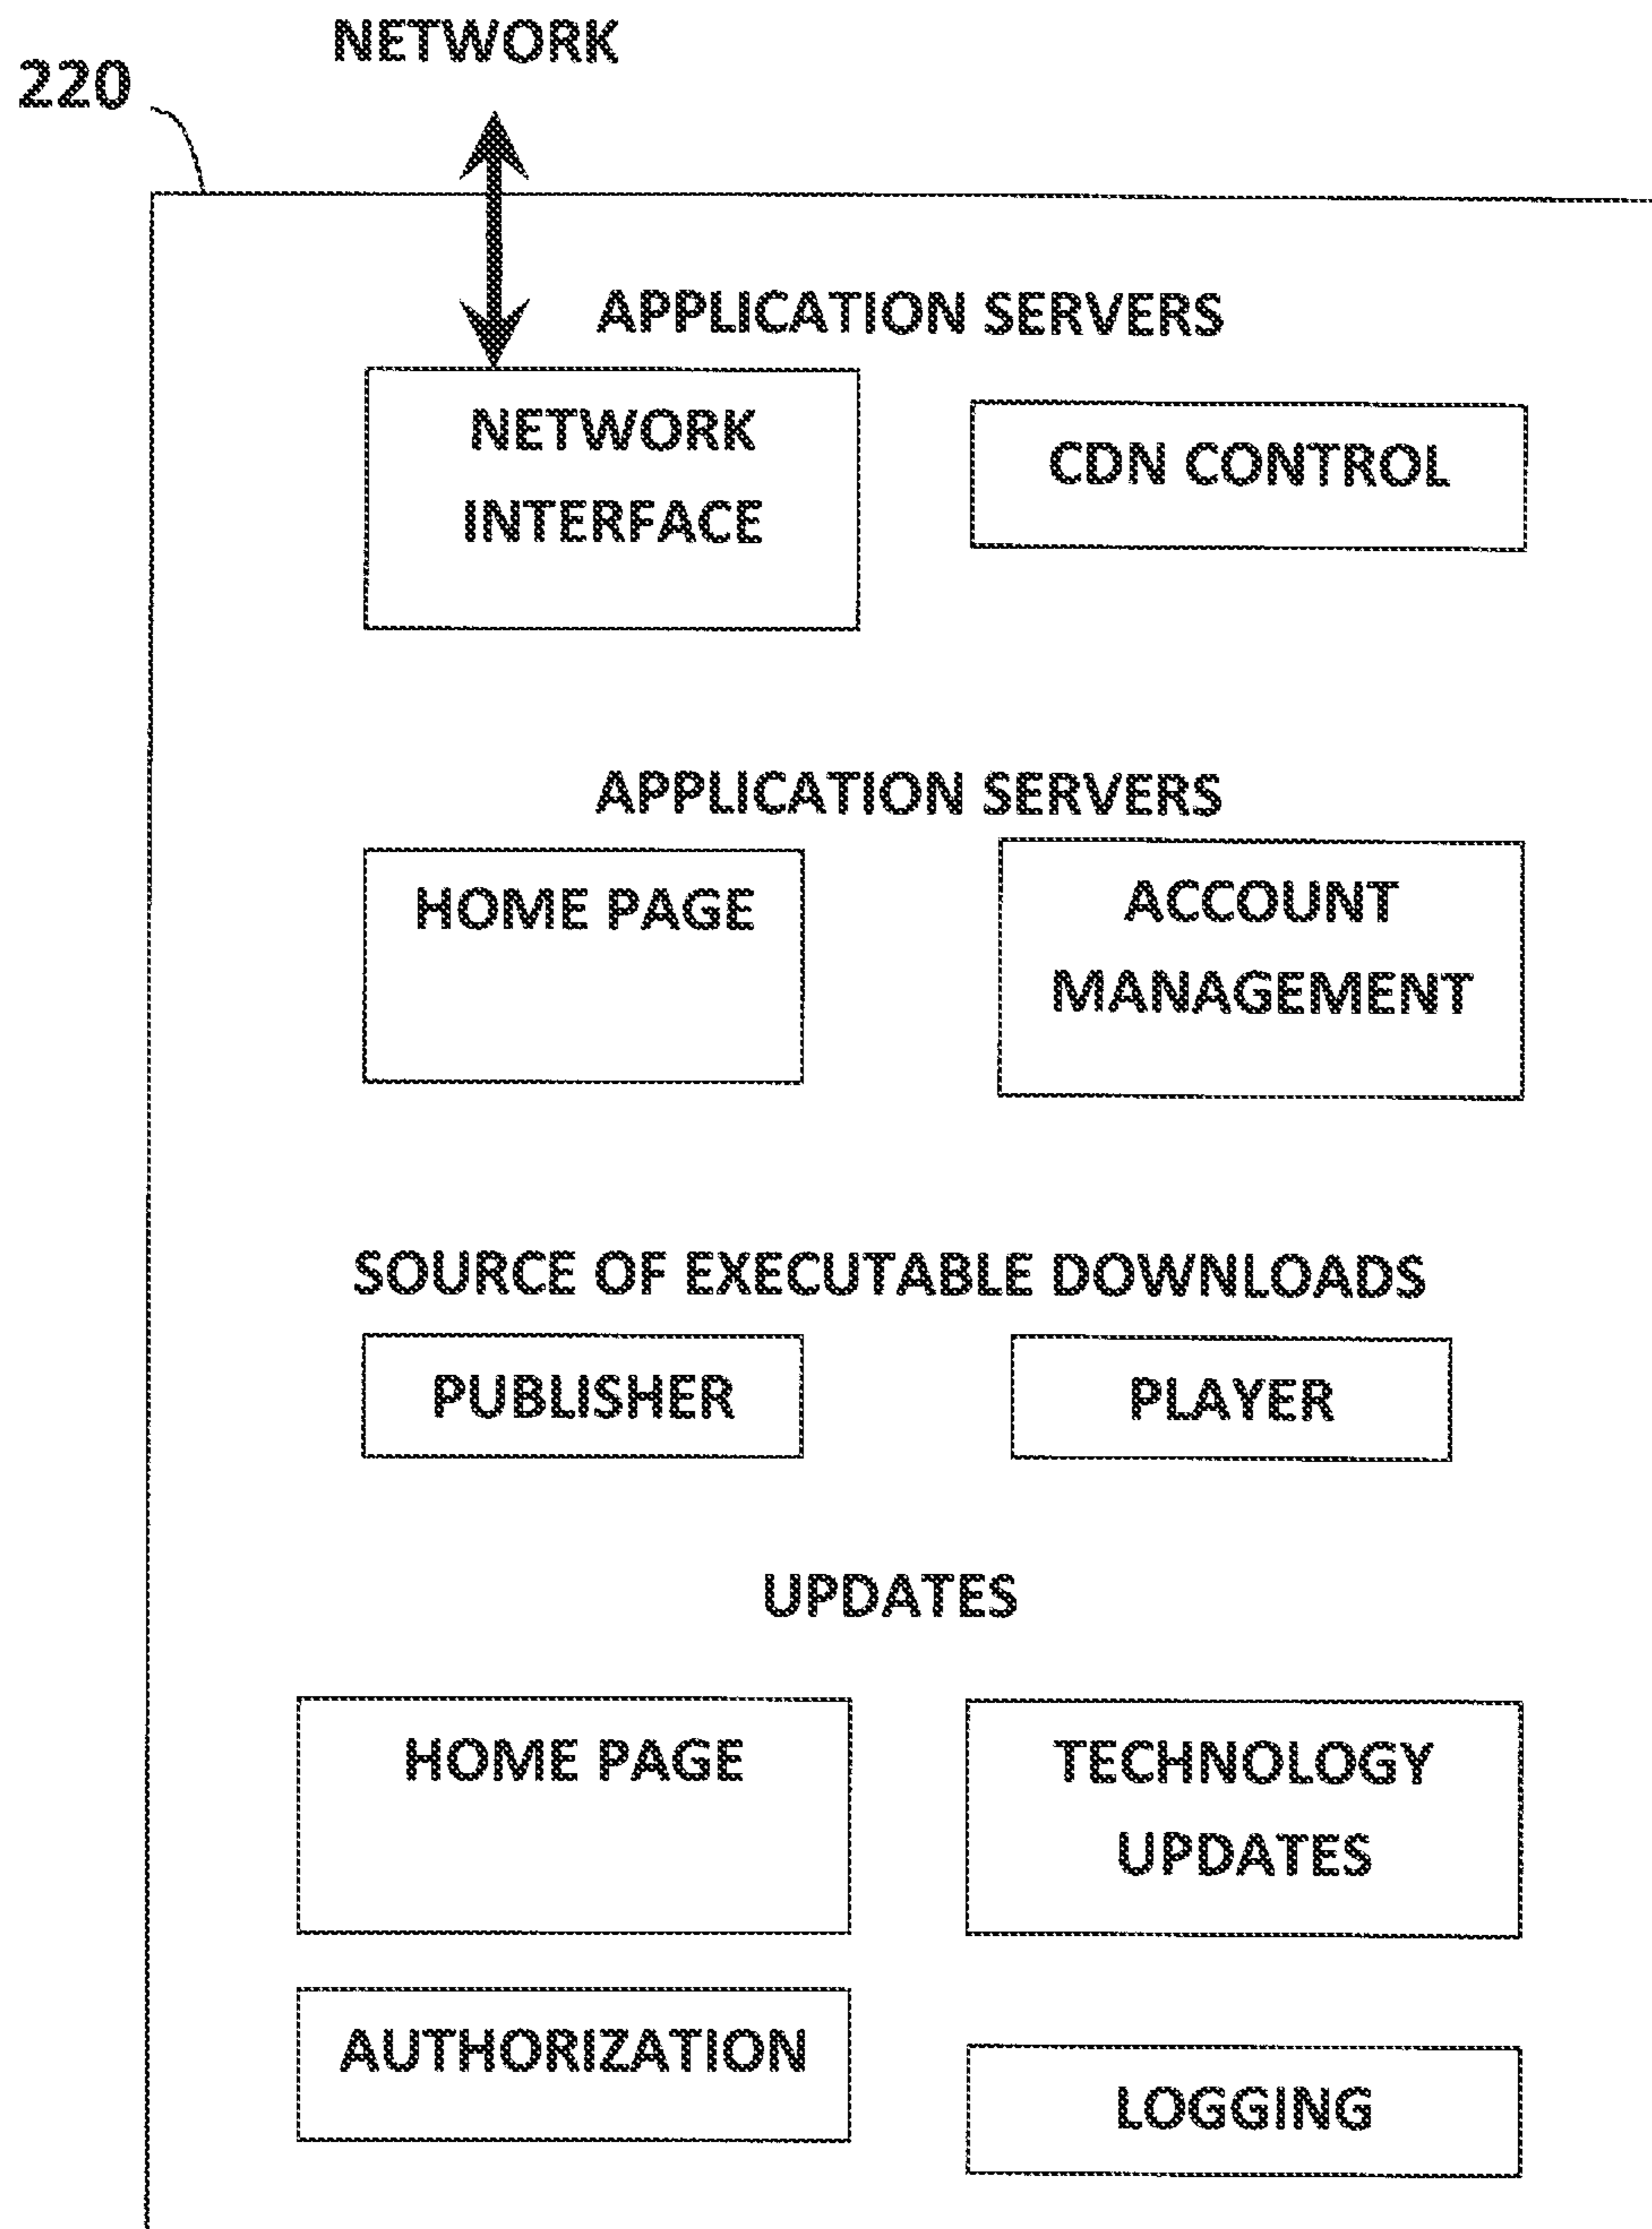 NETWORK
220
APPLICATION SERVERS
NETWORK
INTERFACE
CDN CONTROL
APPLICATION SERVERS
HOME PAGE
ACCOUNT
MANAGEMENT
SOURCE OF EXECUTABLE DOWNLOADS
PUBLISHER
PLAYER
UPDATES
HOME PAGE
TECHNOLOGY
UPDATES
AUTHORIZATION
LOGGING